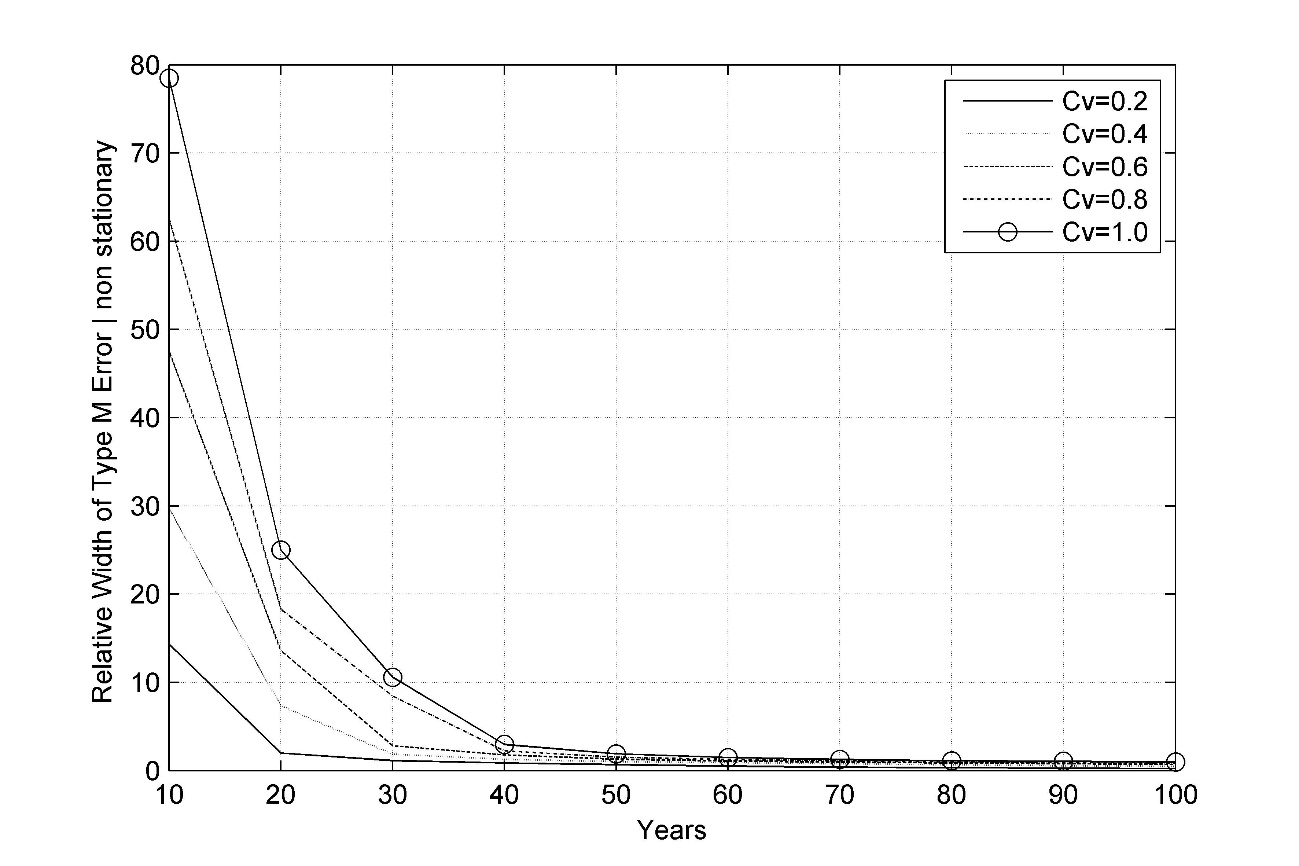 80
70
60
50
40
30
20
10
0
Relative Width of Type M Error | non stationary
Cv=0.2
Cv=0.4
Cv=0.6
Cv=0.8
Cv=1.0
10 20 30 40 50 60 70 80 90 100
Years